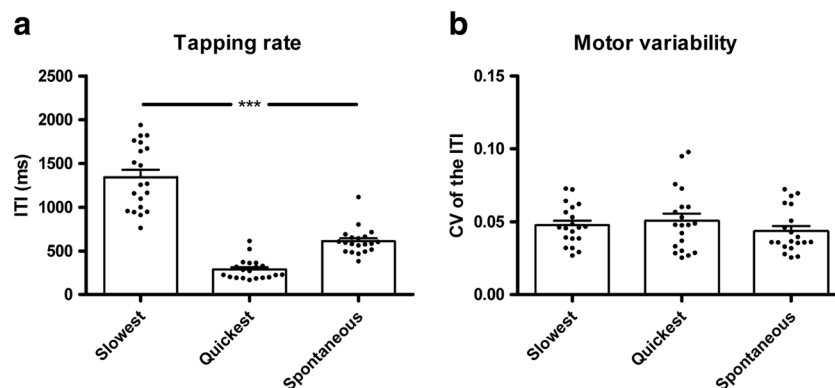 a
Tapping rate
ITI (ms)
2500
2000
1500
1000
500
0
***
Slowest
Quickest
Spontaneous
b
Motor variability
CV of the ITI
0.15
0.10
0.05
0.00
Slowest
Quickest
Spontaneous